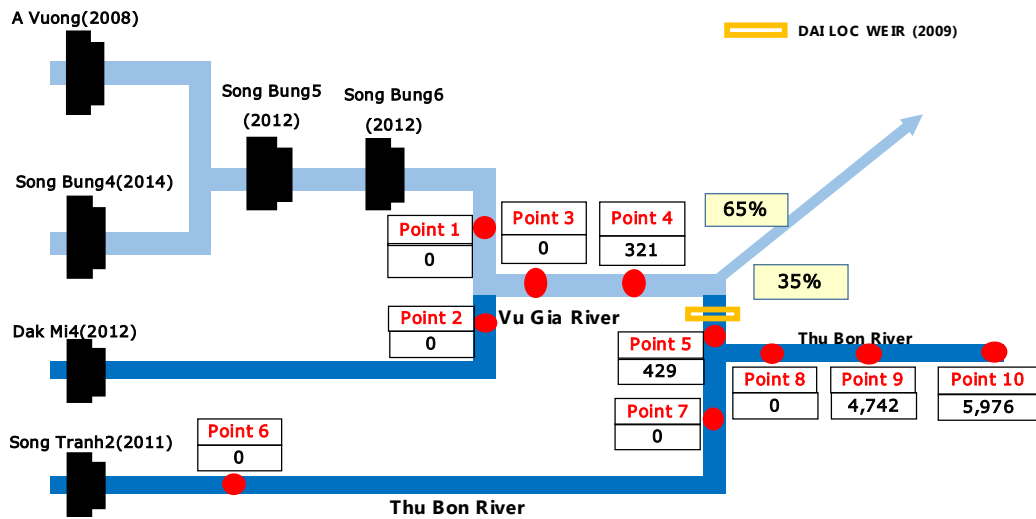 A Vuong(2008)
DAI LOC WEIR (2009)
Song Bung5
(2012)
Song Bung6
(2012)
Song Bung4(2014)
65%
Point 1
0
Point 3
0
Point 4
321
35%
Point 2
0
Vu Gia River
Dak Mi4(2012)
Thu Bon River
Point 5
429
Point 8
0
Point 9
4,742
Point 10
5,976
Point 7
0
Song Tranh2(2011)
Point 6
0
Thu Bon River